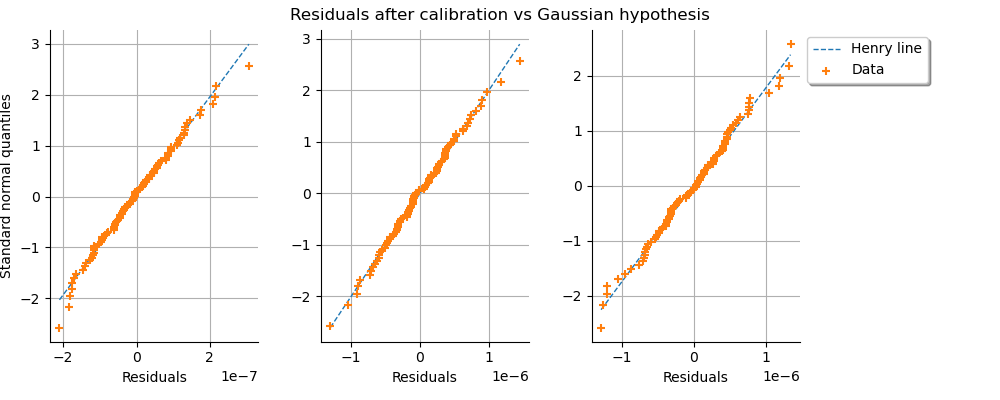 Residuals after calibration vs Gaussian hypothesis
Standard normal quantiles
3
2
1
0
−1
−2
−2
0
2
1e−7
Residuals
3
2
1
0
−1
−2
−1
0
1
1e−6
Residuals
2
1
0
−1
−2
−1
0
1
1e−6
Residuals
Henry line
Data